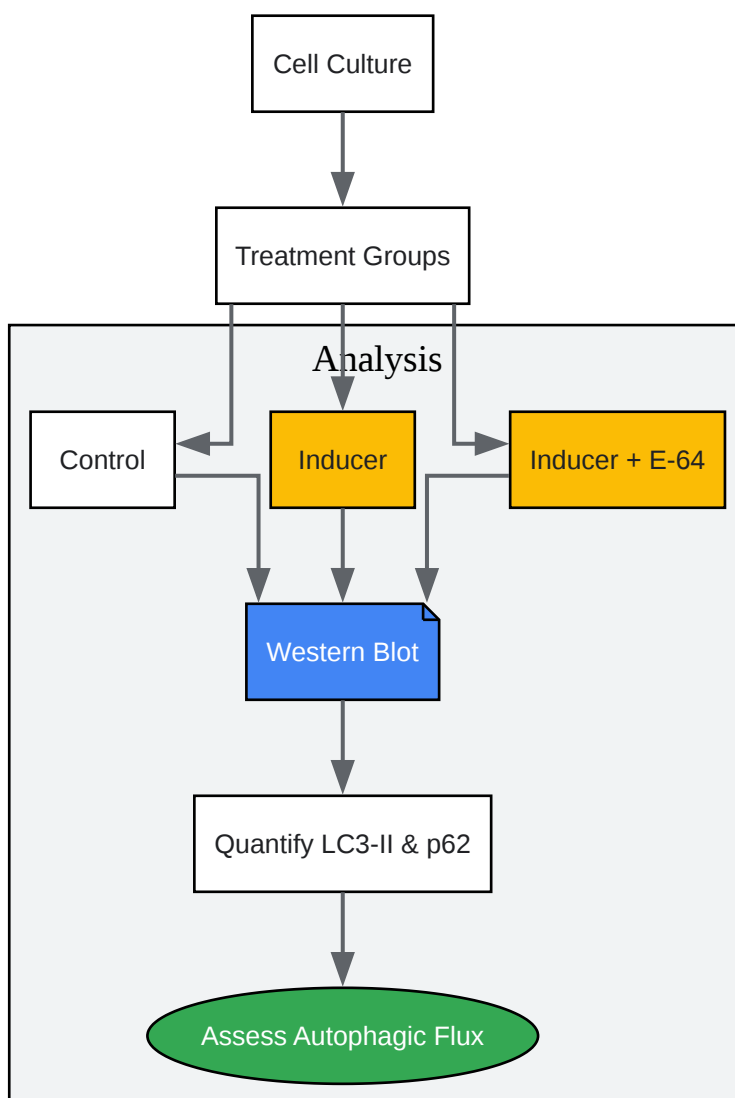 Cell Culture
Treatment Groups
Analysis
Control
Inducer
Inducer + E-64
Western Blot
Quantify LC3-II & p62
Assess Autophagic Flux